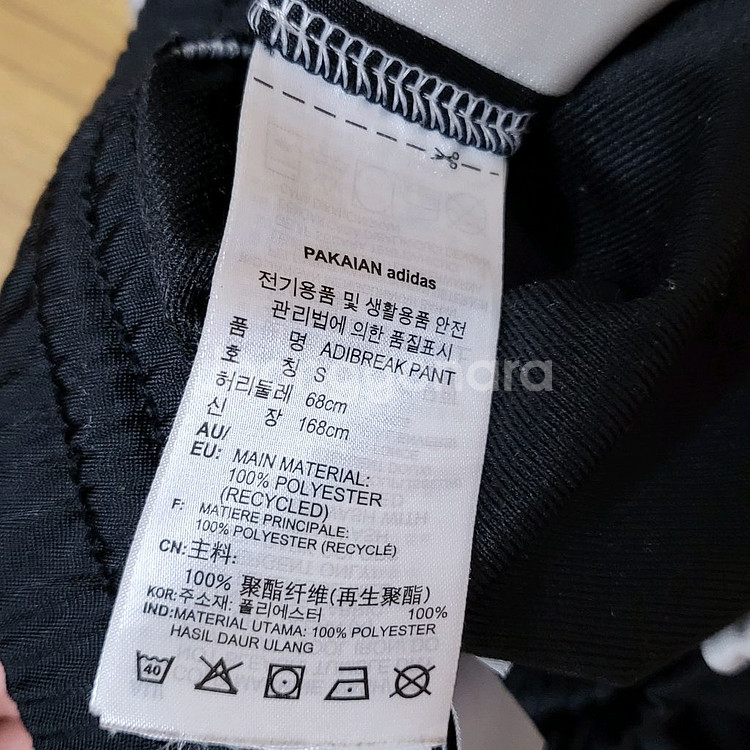 PAKAIAN adidas
전기용품 및 생활용품 안전
관리법에 의한 품질표시
품 명 ADIBREAK PANT
호 칭 S
허리둘레 68cm
신 장 168cm
AU/
EU: MAIN MATERIAL:
100% POLYESTER
(RECYCLED)
F: MATIERE PRINCIPALE:
100% POLYESTER (RECYCLÉ)
CN: 主料:
100% 聚酯纤维(再生聚酯)
KOR: 주소재: 폴리에스터 100%
IND: MATERIAL UTAMA: 100% POLYESTER
HASIL DAUR ULANG
40